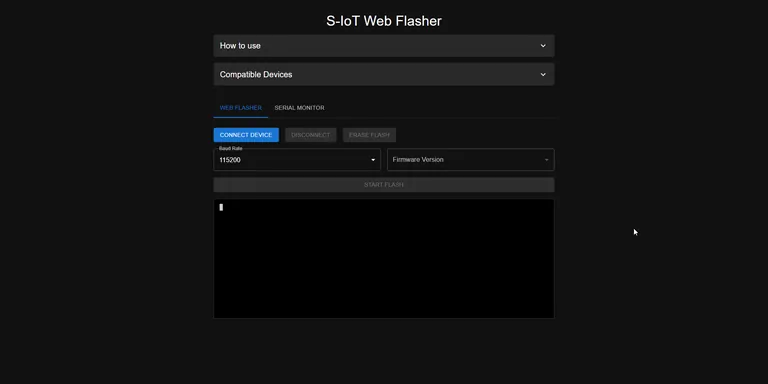 S-IoT Web Flasher
How to use
Compatible Devices
WEB FLASHER SERIAL MONITOR
CONNECT DEVICE DISCONNECT ERASE FLASH
Baud Rate
115200 Firmware Version
START FLASH